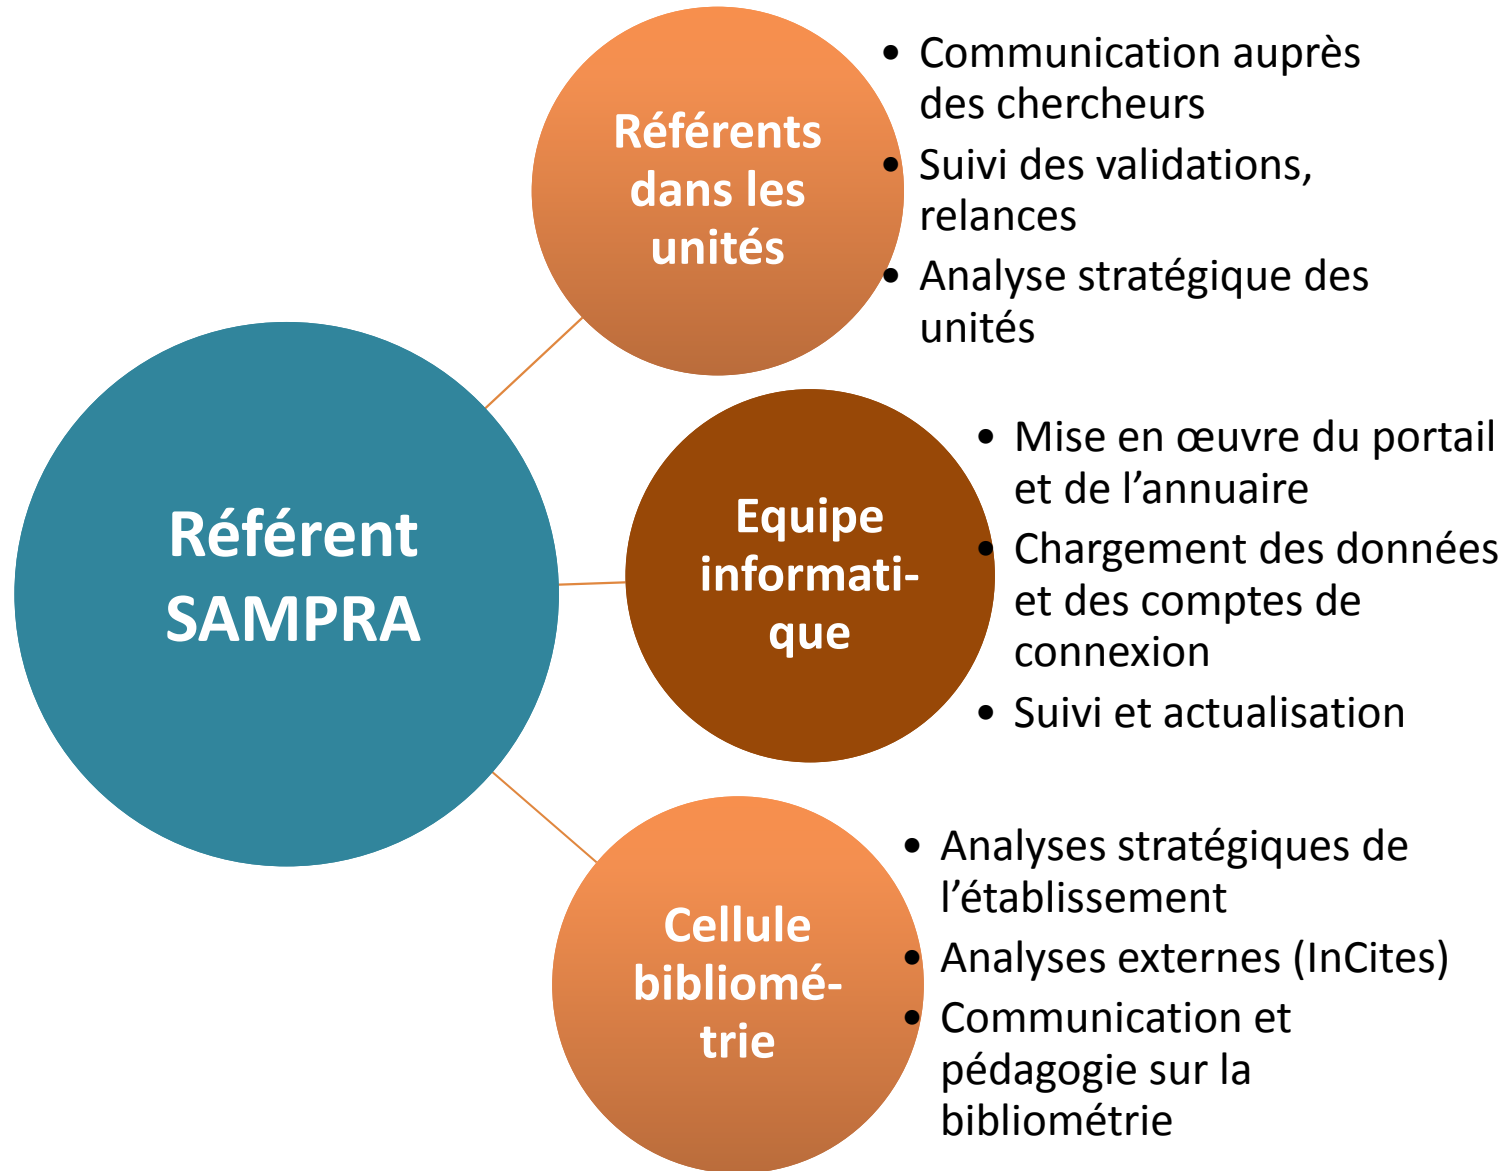 Référent
SAMPRA
Référents
dans les
unités
• Communication auprès
des chercheurs
• Suivi des validations,
relances
• Analyse stratégique des
unités
Equipe
informati-
que
• Mise en œuvre du portail
et de l’annuaire
• Chargement des données
et des comptes de
connexion
• Suivi et actualisation
Cellule
bibliomé-
trie
• Analyses stratégiques de
l’établissement
• Analyses externes (InCites)
• Communication et
pédagogie sur la
bibliométrie